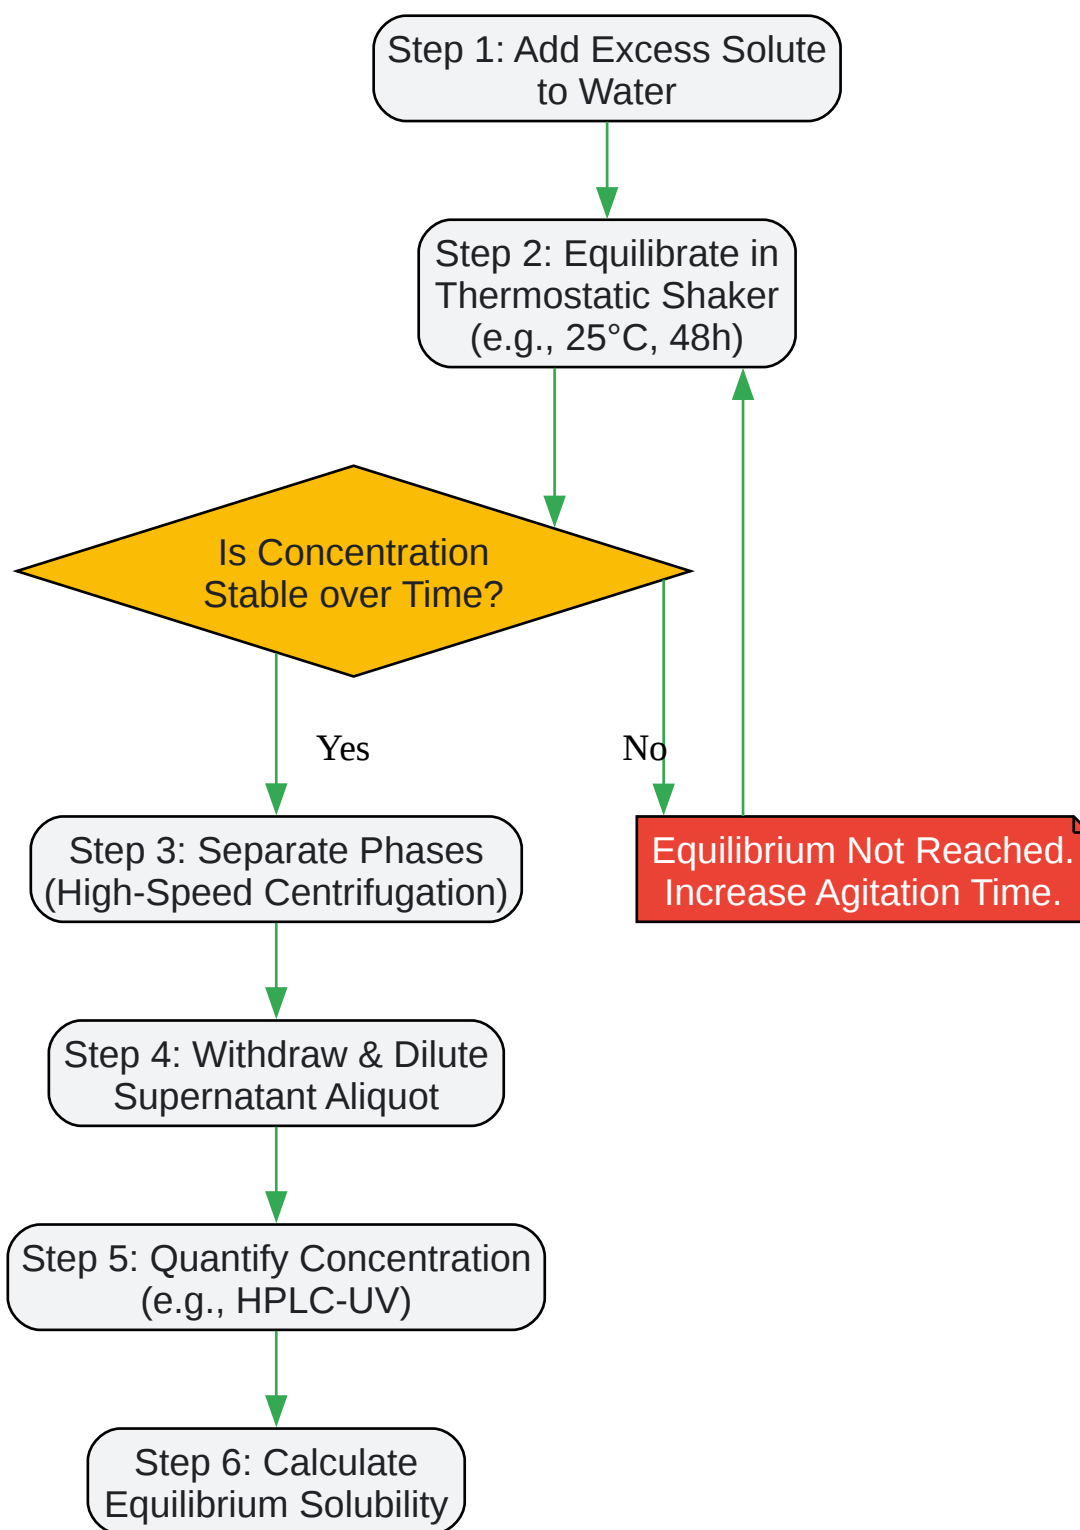 Step 1: Add Excess Solute
to Water
Step 2: Equilibrate in
Thermostatic Shaker
(e.g., 25°C, 48h)
Is Concentration
Stable over Time?
Yes
No
Step 3: Separate Phases
(High-Speed Centrifugation)
Equilibrium Not Reached.
Increase Agitation Time.
Step 4: Withdraw & Dilute
Supernatant Aliquot
Step 5: Quantify Concentration
(e.g., HPLC-UV)
Step 6: Calculate
Equilibrium Solubility